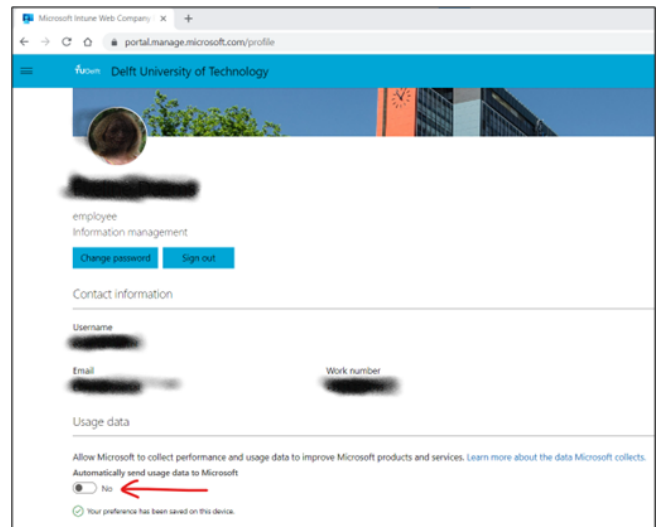 Microsoft Intune Web Company
portal.manage.microsoft.com/profile
TUDelft Delft University of Technology
employee
Information management
Change password Sign out
Contact information
Username
Email Work number
Usage data
Allow Microsoft to collect performance and usage data to improve Microsoft products and services. Learn more about the data Microsoft collects.
Automatically send usage data to Microsoft
No
Your preference has been saved on this device.